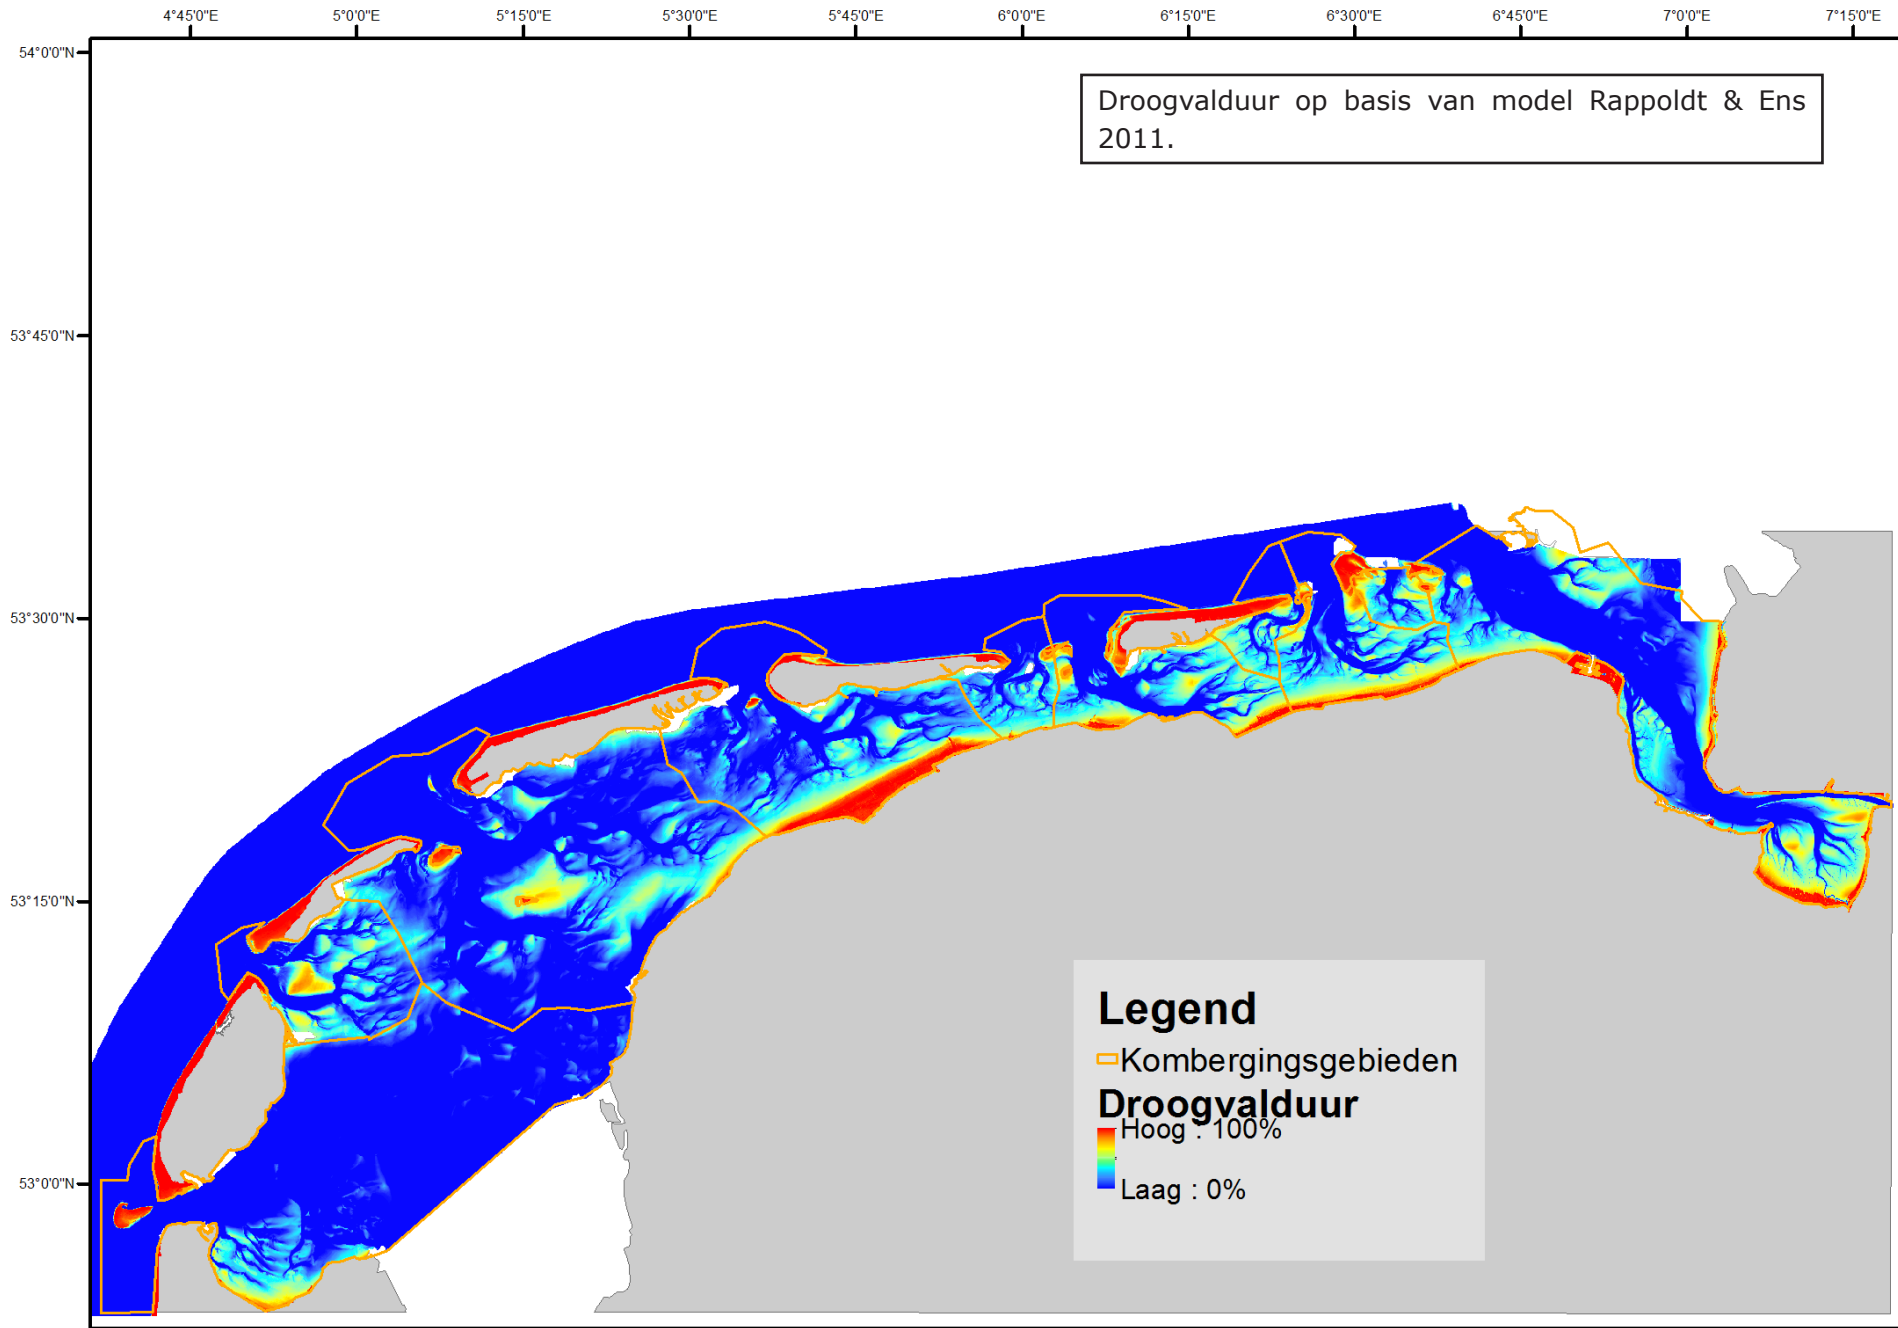 4°45'0"E 5°0'0"E 5°15'0"E 5°30'0"E 5°45'0"E 6°0'0"E 6°15'0"E 6°30'0"E 6°45'0"E 7°0'0"E 7°15'0"E
54°0'0"N
Droogvalduur op basis van model Rappoldt & Ens
2011.
53°45'0"N
53°30'0"N
53°15'0"N
53°0'0"N
Legend
Kombergingsgebieden
Droogvalduur
Hoog : 100%
Laag : 0%